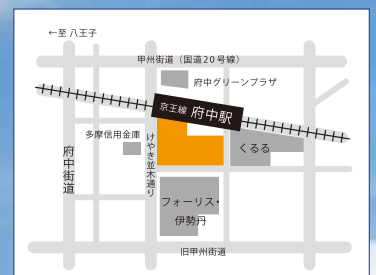 ←至 八王子
甲州街道（国道20号線）
府中グリーンプラザ
京王線 府中駅
多摩信用金庫
けやき並木通り
くるる
府中街道
フォーリス・
伊勢丹
旧甲州街道